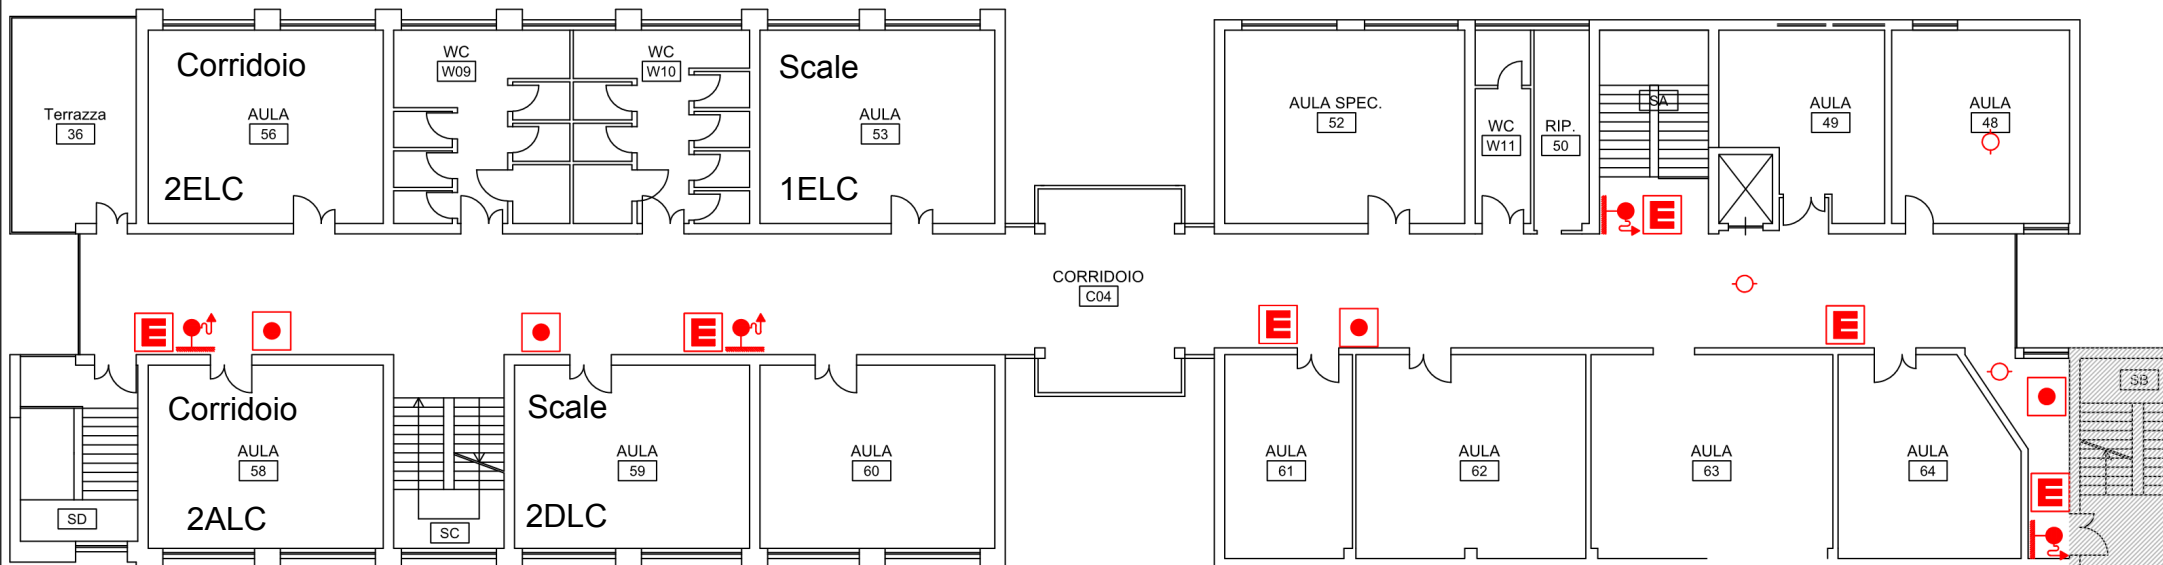 Corridoio
WC
W09
WC
W10
Scale
Terrazza
36
AULA
56
AULA
53
AULA SPEC.
52
WC
W11
RIP.
50
SA
AULA
49
AULA
48
2ELC
1ELC
E
CORRIDOIO
C04
E
E
E
E
Corridoio
Scale
SB
AULA
58
AULA
59
AULA
60
AULA
61
AULA
62
AULA
63
AULA
64
E
SD
2ALC
SC
2DLC